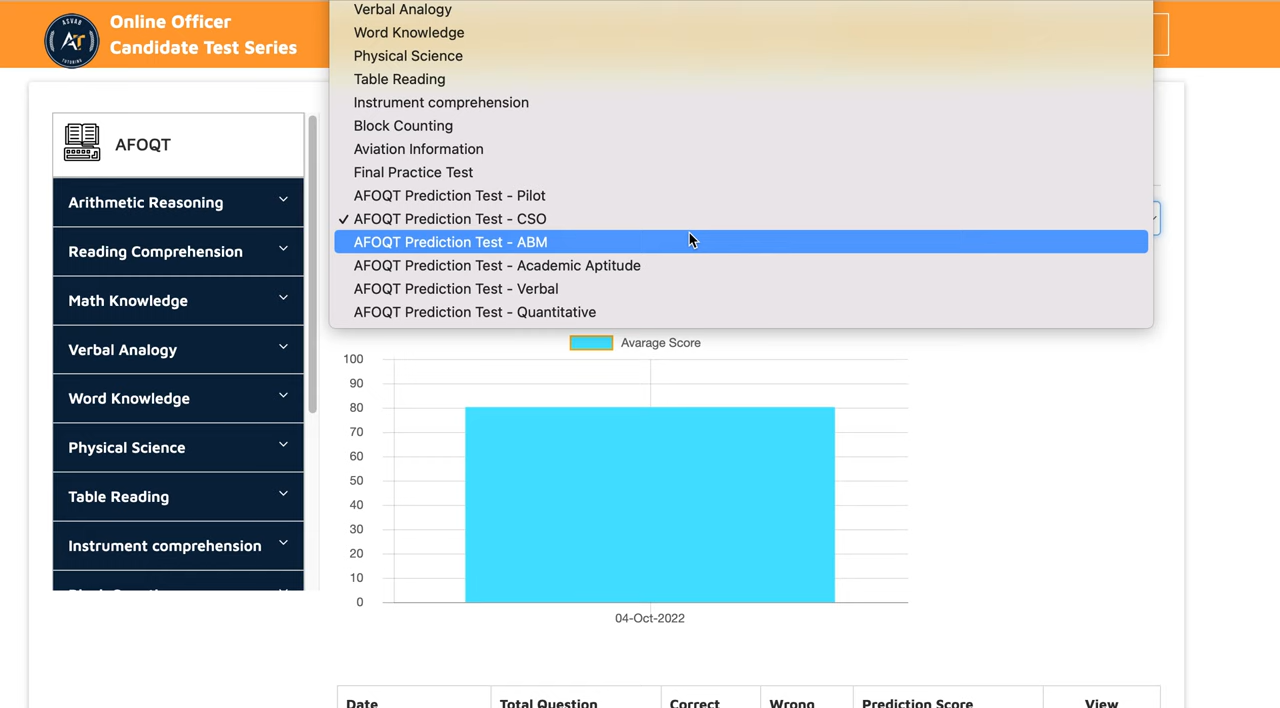 Online Officer
Candidate Test Series
ASVAB
AT
TUTORING
AFOQT
Arithmetic Reasoning
Reading Comprehension
Math Knowledge
Verbal Analogy
Word Knowledge
Physical Science
Table Reading
Instrument comprehension
Verbal Analogy
Word Knowledge
Physical Science
Table Reading
Instrument comprehension
Block Counting
Aviation Information
Final Practice Test
AFOQT Prediction Test - Pilot
✓ AFOQT Prediction Test - CSO
AFOQT Prediction Test - ABM
AFOQT Prediction Test - Academic Aptitude
AFOQT Prediction Test - Verbal
AFOQT Prediction Test - Quantitative
Avarage Score
100
90
80
70
60
50
40
30
20
10
0
04-Oct-2022
Date Total Question Correct Wrong Prediction Score View